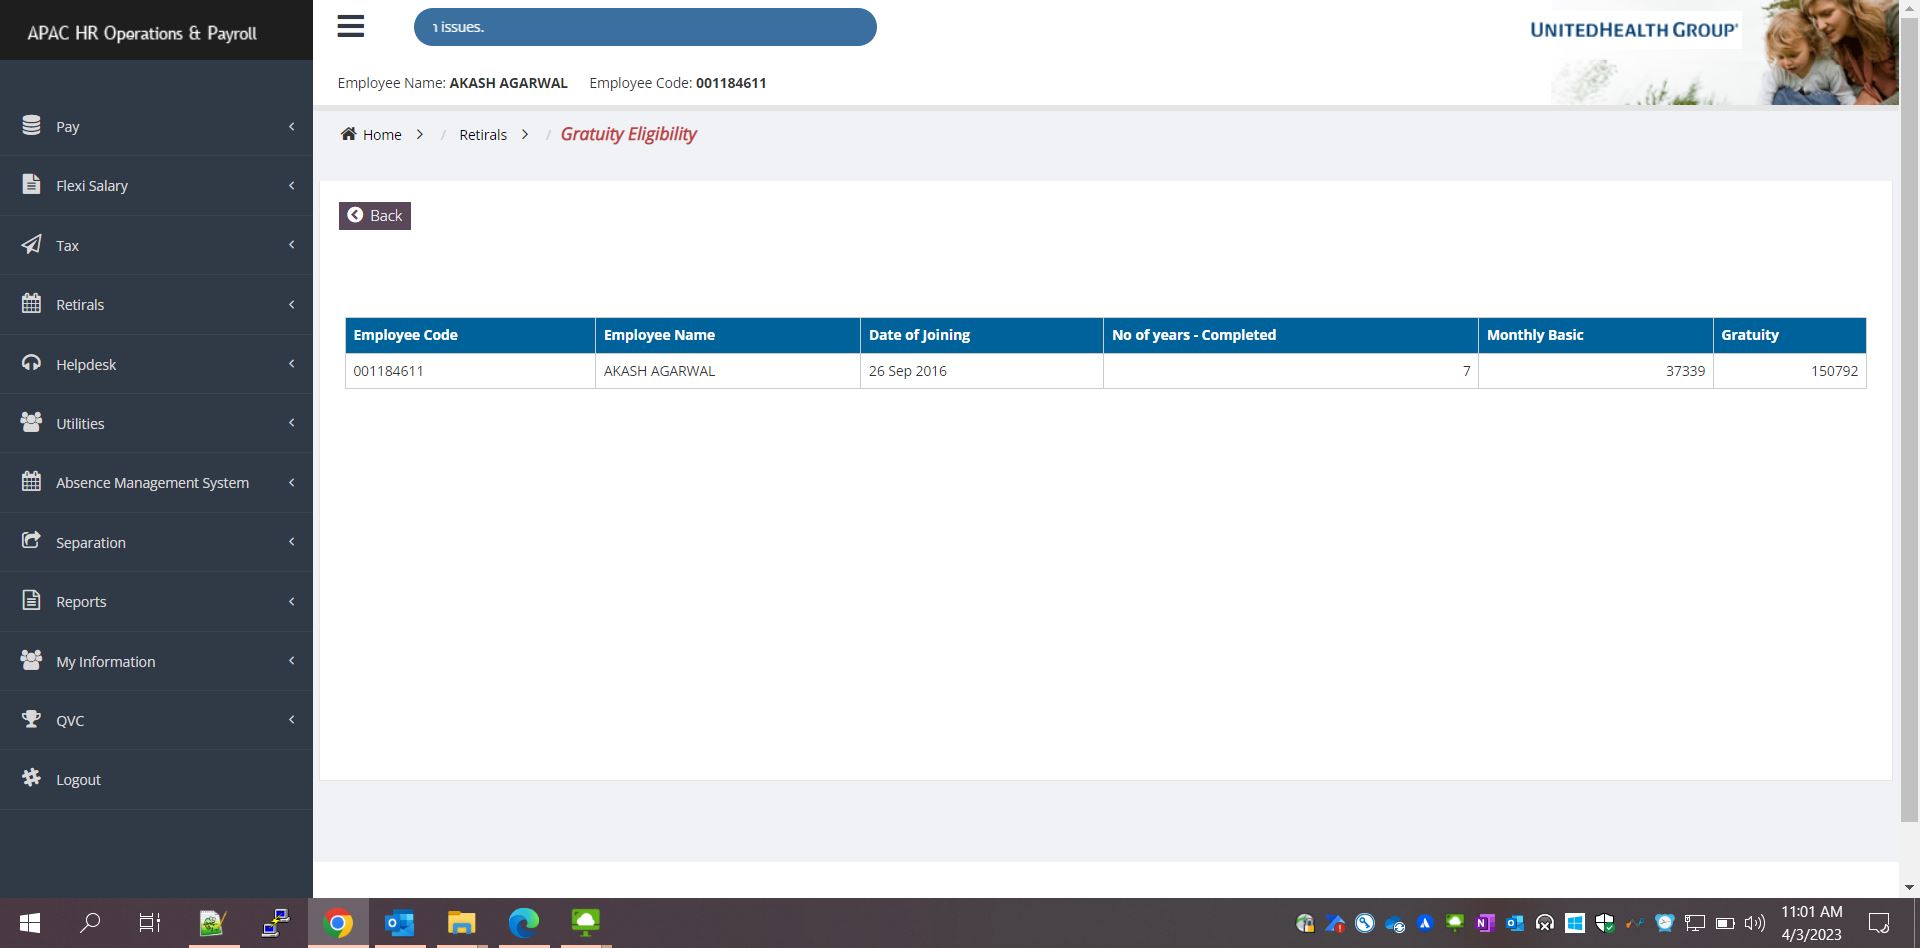 APAC HR Operations & Payroll
issues.
UNITEDHEALTH GROUP®
Employee Name: AKASH AGARWAL Employee Code: 001184611
Home > / Retirals > / Gratuity Eligibility
Back
Pay
Flexi Salary
Tax
Retirals
Helpdesk
Utilities
Absence Management System
Separation
Reports
My Information
QVC
Logout
Employee Code Employee Name Date of Joining No of years - Completed Monthly Basic Gratuity
001184611 AKASH AGARWAL 26 Sep 2016 7 37339 150792
11:01 AM
4/3/2023